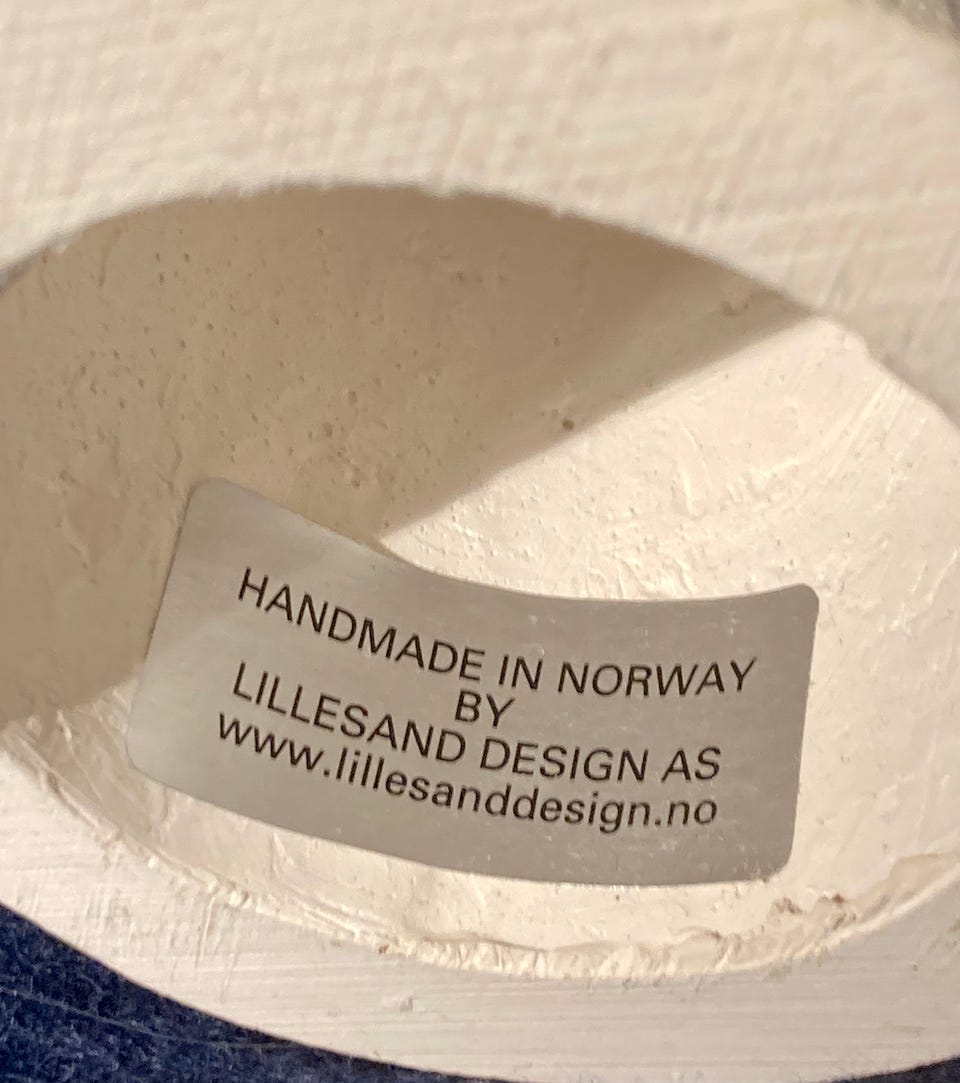 HANDMADE IN NORWAY
BY
LILLESAND DESIGN AS
www.lillesanddesign.no